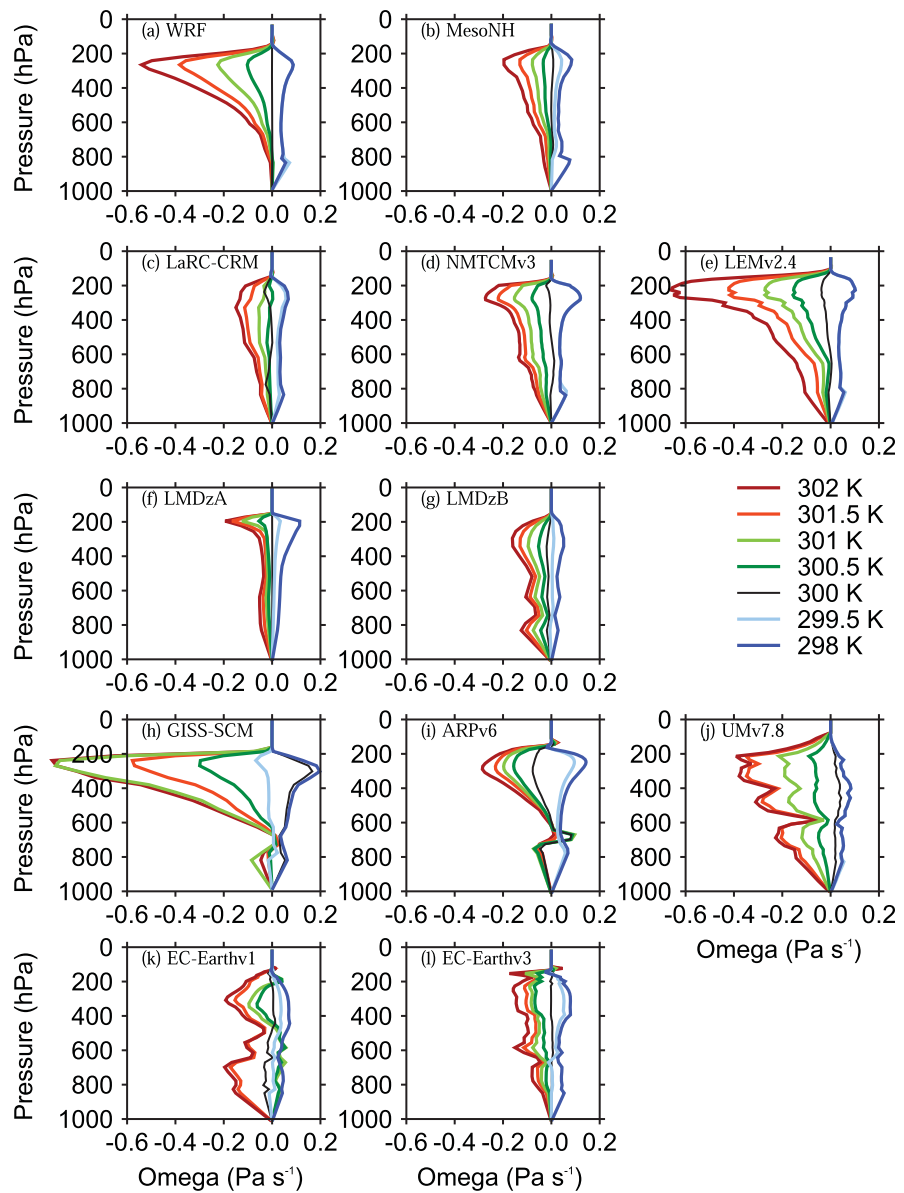 (a) WRF
(b) MesoNH
Pressure (hPa)
0
200
400
600
800
1000
0
200
400
600
800
1000
-0.6 -0.4 -0.2 0.0 0.2
-0.6 -0.4 -0.2 0.0 0.2
(c) LaRC-CRM
(d) NMTCMv3
(e) LEMv2.4
Pressure (hPa)
0
200
400
600
800
1000
0
200
400
600
800
1000
0
200
400
600
800
1000
-0.6 -0.4 -0.2 0.0 0.2
-0.6 -0.4 -0.2 0.0 0.2
-0.6 -0.4 -0.2 0.0 0.2
(f) LMDzA
(g) LMDzB
Pressure (hPa)
0
200
400
600
800
1000
0
200
400
600
800
1000
-0.6 -0.4 -0.2 0.0 0.2
-0.6 -0.4 -0.2 0.0 0.2
302 K
301.5 K
301 K
300.5 K
300 K
299.5 K
298 K
(h) GISS-SCM
(i) ARPv6
(j) UMv7.8
Pressure (hPa)
0
200
400
600
800
1000
0
200
400
600
800
1000
0
200
400
600
800
1000
-0.6 -0.4 -0.2 0.0 0.2
-0.6 -0.4 -0.2 0.0 0.2
-0.6 -0.4 -0.2 0.0 0.2
Omega (Pa s-1)
(k) EC-Earthv1
(l) EC-Earthv3
Pressure (hPa)
0
200
400
600
800
1000
0
200
400
600
800
1000
-0.6 -0.4 -0.2 0.0 0.2
-0.6 -0.4 -0.2 0.0 0.2
Omega (Pa s-1)
Omega (Pa s-1)